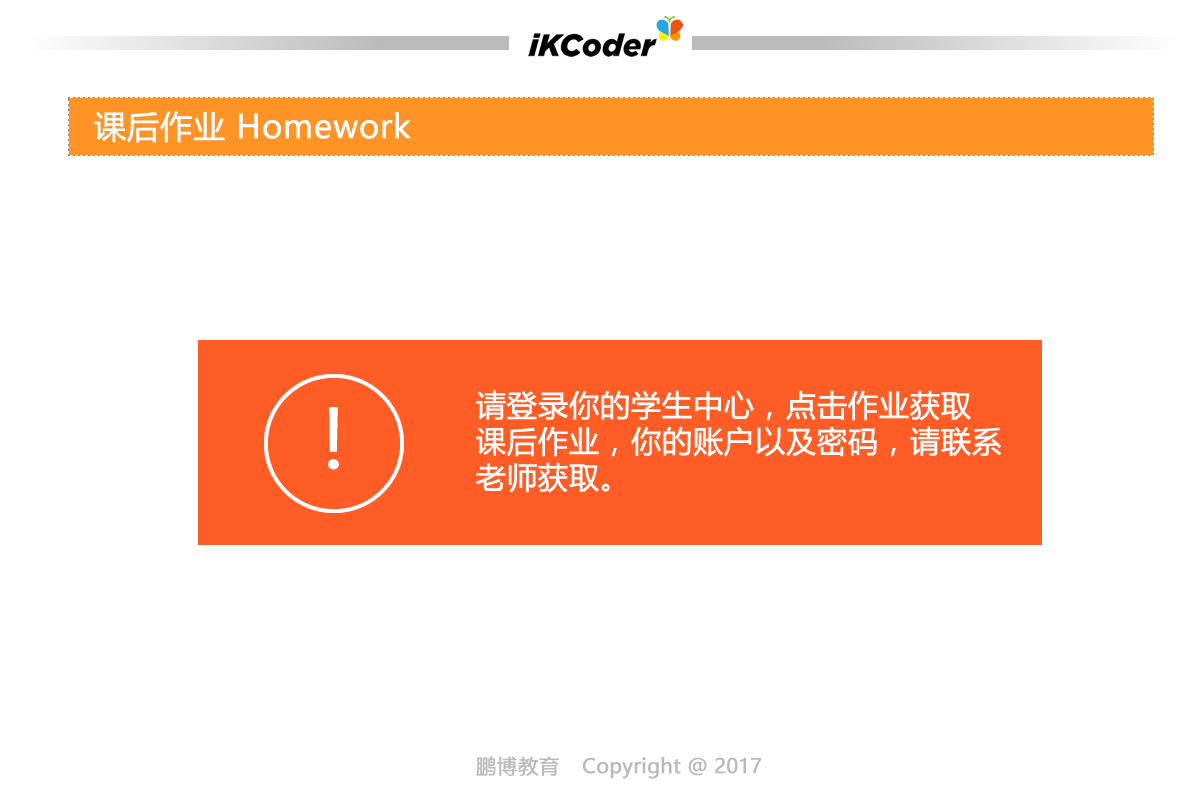 iKCoder
课后作业 Homework
!
请登录你的学生中心，点击作业获取
课后作业，你的账户以及密码，请联系
老师获取。
鹏博教育 Copyright @ 2017